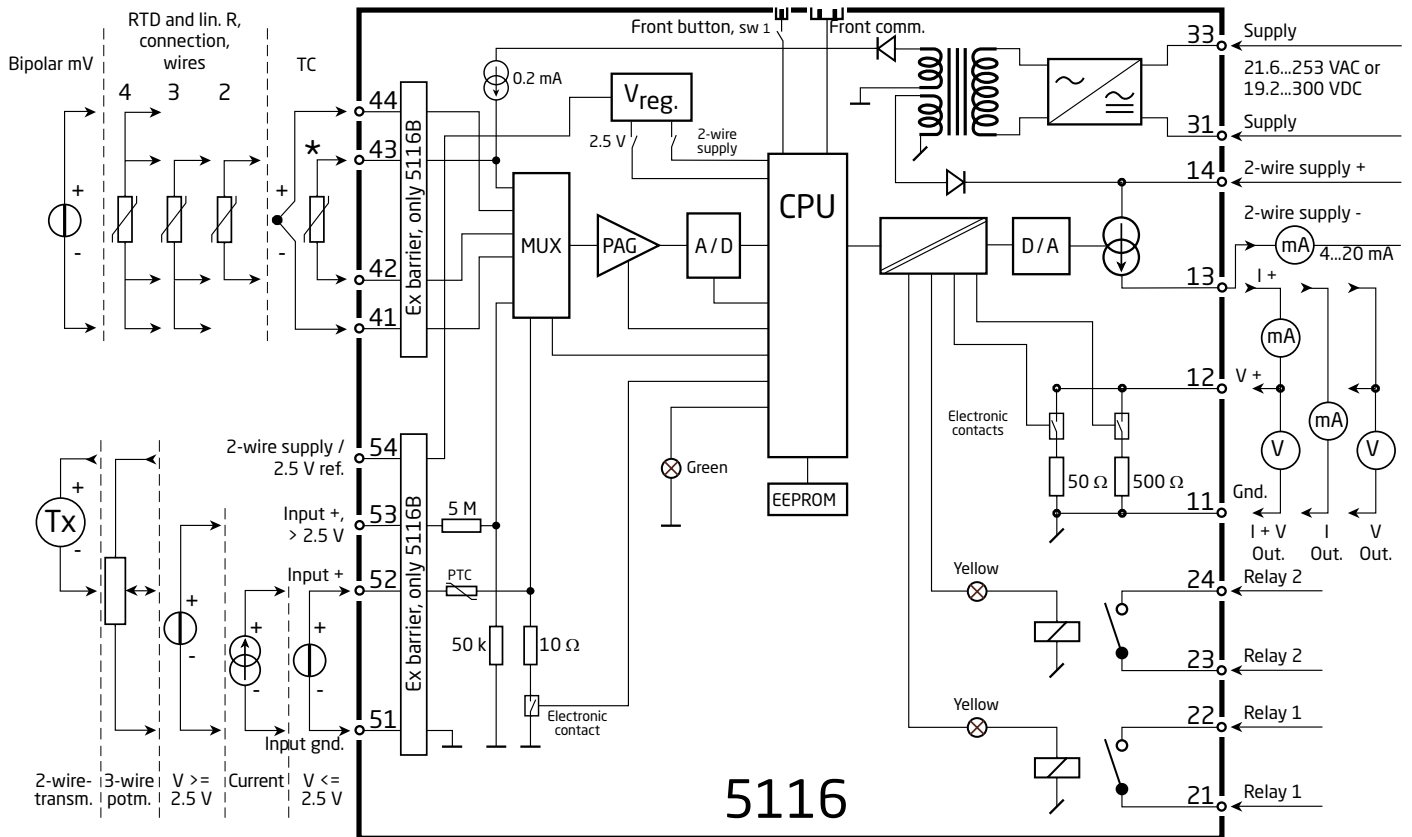 RTD and lin. R,
connection,
wires
Bipolar mV
4 3 2
TC
Front button, sw 1
Front comm.
33
Supply
21.6...253 VAC or
19.2...300 VDC
31
Supply
14
2-wire supply +
2-wire supply -
mA
4...20 mA
13
0.2 mA
Vreg.
2.5 V
2-wire
supply
44
43
*
42
41
+
-
+
-
Ex barrier, only 5116B
MUX
PAG
A/D
CPU
D/A
EEPROM
Green
I +
mA
12
V +
mA
V
V
Electronic
contacts
50 Ω
500 Ω
11
Gnd.
I + V
Out.
I
Out.
V
Out.
2-wire supply /
2.5 V ref.
54
Input +,
> 2.5 V
53
Input +
52
51
Input gnd.
Ex barrier, only 5116B
5 M
PTC
50 k
10 Ω
Electronic
contact
Tx
+
-
+
-
+
-
+
-
2-wire-
transm.
3-wire
potm.
V >=
2.5 V
Current
V <=
2.5 V
Yellow
24
Relay 2
23
Relay 2
Yellow
22
Relay 1
21
Relay 1
5116